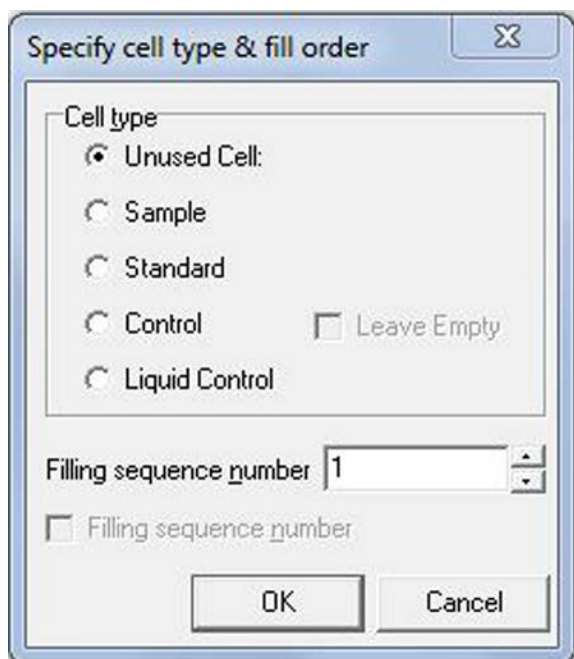 Specify cell type & fill order
Cell type
Unused Cell:
Sample
Standard
Control
Leave Empty
Liquid Control
Filling sequence number 1
Filling sequence number
OK
Cancel